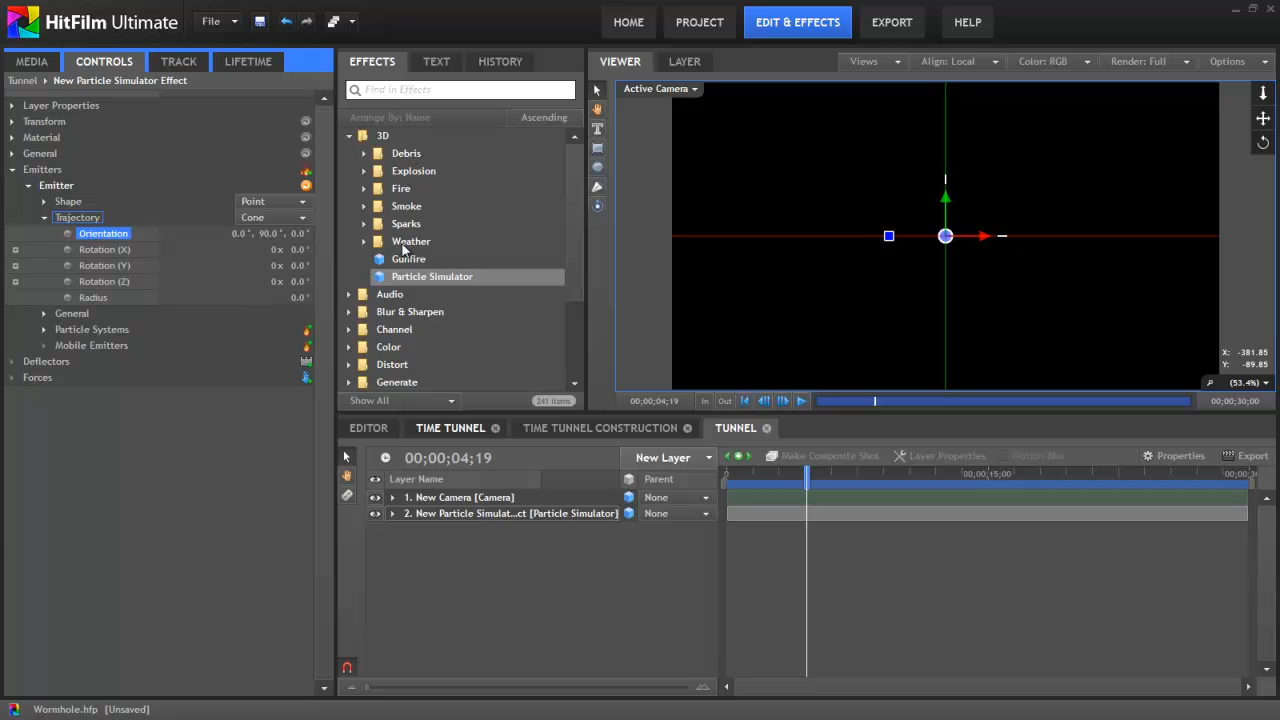 HitFilm Ultimate
File
HOME
PROJECT
EDIT & EFFECTS
EXPORT
HELP
MEDIA
CONTROLS
TRACK
LIFETIME
Tunnel
New Particle Simulator Effect
Layer Properties
Transform
Material
General
Emitters
Emitter
Shape
Point
Trajectory
Cone
Orientation
0.0°, 90.0°, 0.0°
Rotation (X)
0x
0.0°
Rotation (Y)
0x
0.0°
Rotation (Z)
0x
0.0°
Radius
0.0°
General
Particle Systems
Mobile Emitters
Deflectors
Forces
EFFECTS
TEXT
HISTORY
Find in Effects
Arrange By: Name
Ascending
3D
Debris
Explosion
Fire
Smoke
Sparks
Weather
Gunfire
Particle Simulator
Audio
Blur & Sharpen
Channel
Color
Distort
Generate
Show All
241 items
VIEWER
LAYER
Views
Align: Local
Color: RGB
Render: Full
Options
Active Camera
X: -381.85
Y: -89.85
(53.4%)
00;00;04;19
In
Out
00;00;30;00
EDITOR
TIME TUNNEL
TIME TUNNEL CONSTRUCTION
TUNNEL
00;00;04;19
New Layer
Make Composite Shot
Layer Properties
Motion Blur
Properties
Export
Layer Name
Parent
0
00;00;15;00
1. New Camera [Camera]
None
2. New Particle Simulat...ct [Particle Simulator]
None
Wormhole.hfp
[Unsaved]